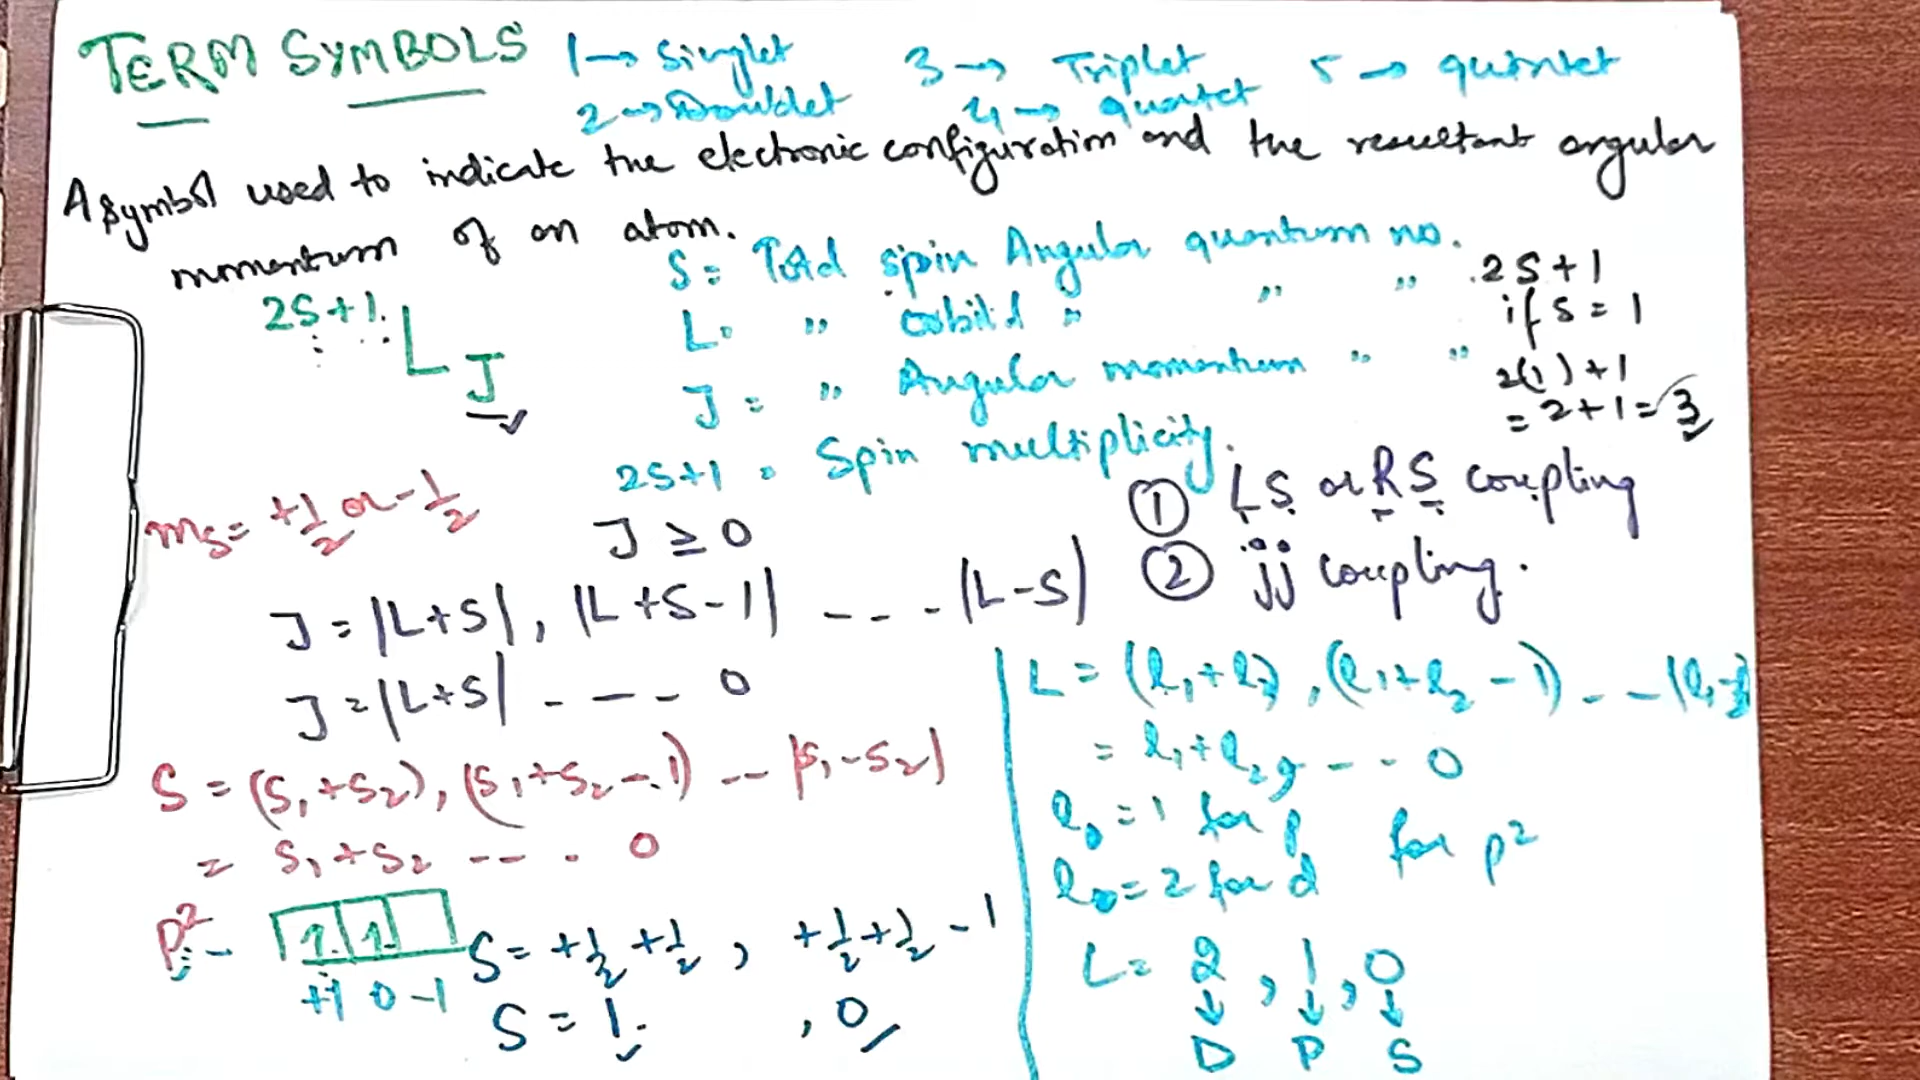 TERM SYMBOLS
1 → Singlet 3 → Triplet 5 → quintet
2 → Doublet 4 → quartet
A symbol used to indicate the electronic configuration and the resultant angular
momentum of an atom.
2S+1 L J
S = Total spin Angular quantum no.
L = " orbital " " "
J = " Angular momentum " "
2S+1 = Spin multiplicity.
2S+1
if S = 1
2(1)+1
= 2+1 = 3
ms = +1/2 or -1/2
J ≥ 0
① LS or RS coupling
② jj coupling.
J = |L+S|, |L+S-1| --- |L-S|
J = |L+S| --- 0
S = (s1+s2), (s1+s2-1) -- |s1-s2|
= s1+s2 --- 0
p2 :-
1 1
+1 0 -1
S = +1/2 +1/2 , +1/2+1/2 -1
S = 1 , 0
L = (l1+l2), (l1+l2-1) -- |l1-l2|
= l1+l2, --- 0
l = 1 for p
l = 2 for d for p2
L = 2, 1, 0
↓ ↓ ↓
D P S